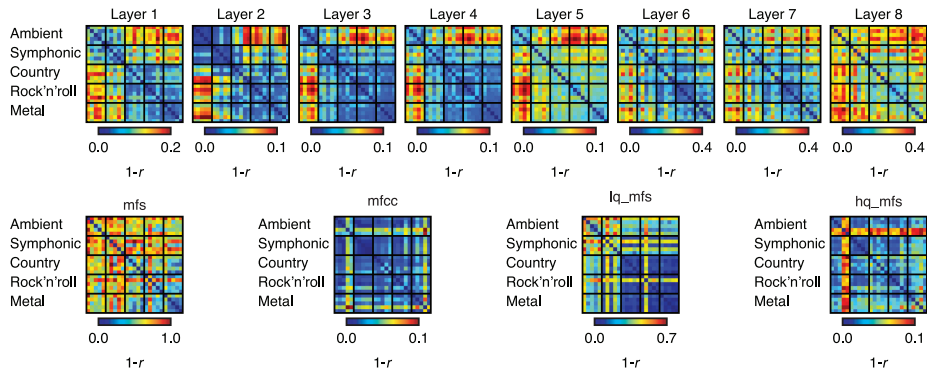 Layer 1 Layer 2 Layer 3 Layer 4 Layer 5 Layer 6 Layer 7 Layer 8
Ambient
Symphonic
Country
Rock'n'roll
Metal
0.0 0.2 0.0 0.1 0.0 0.1 0.0 0.1 0.0 0.1 0.0 0.4 0.0 0.4 0.0 0.4
1-r 1-r 1-r 1-r 1-r 1-r 1-r 1-r
mfs mfcc lq_mfs hq_mfs
Ambient Ambient Ambient Ambient
Symphonic Symphonic Symphonic Symphonic
Country Country Country Country
Rock'n'roll Rock'n'roll Rock'n'roll Rock'n'roll
Metal Metal Metal Metal
0.0 1.0 0.0 0.1 0.0 0.7 0.0 0.1
1-r 1-r 1-r 1-r